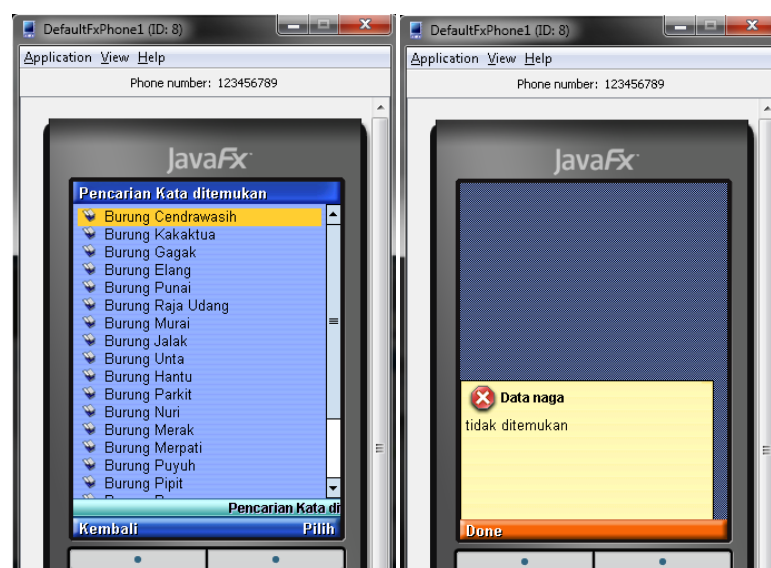 DefaultFxPhone1 (ID: 8)
Application View Help
Phone number: 123456789
JavaFx
Pencarian Kata ditemukan
Burung Cendrawasih
Burung Kakaktua
Burung Gagak
Burung Elang
Burung Punai
Burung Raja Udang
Burung Murai
Burung Jalak
Burung Unta
Burung Hantu
Burung Parkit
Burung Nuri
Burung Merak
Burung Merpati
Burung Puyuh
Burung Pipit
Pencarian Kata di
Kembali Pilih
DefaultFxPhone1 (ID: 8)
Application View Help
Phone number: 123456789
JavaFx
Data naga
tidak ditemukan
Done